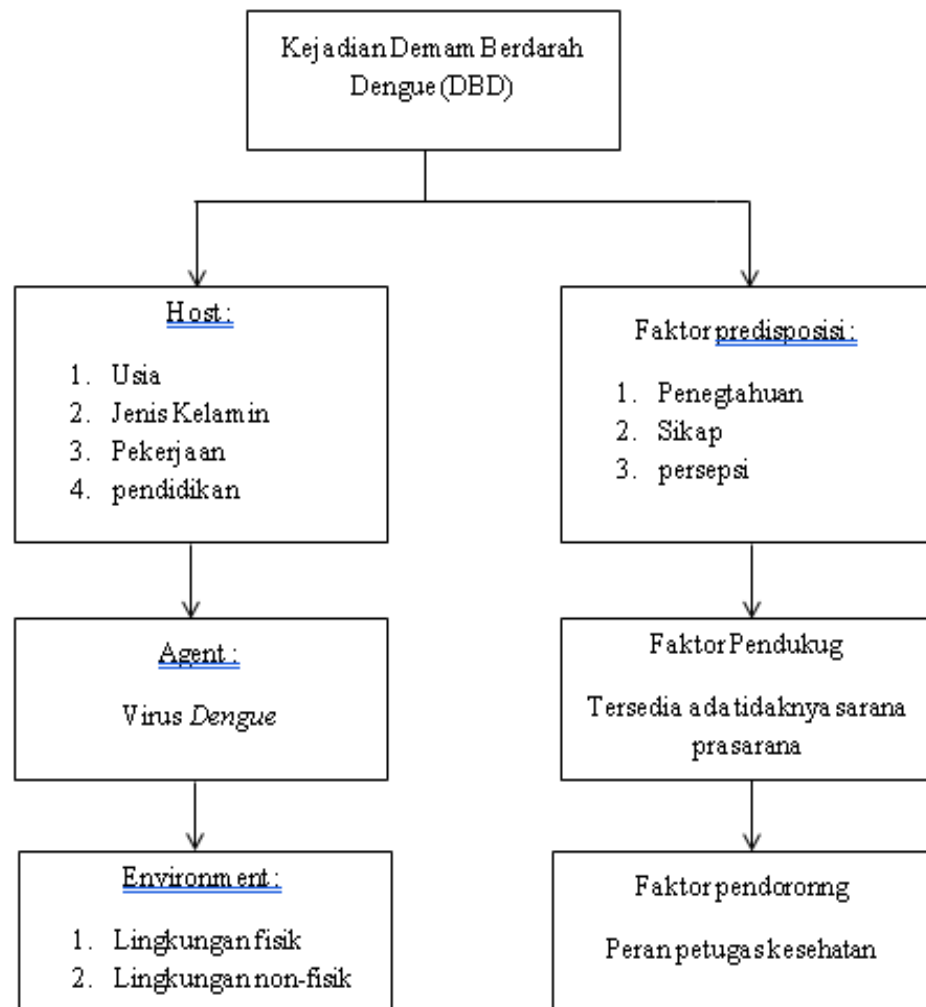 Kejadian Demam Berdarah
Dengue (DBD)
Host :
1. Usia
2. Jenis Kelamin
3. Pekerjaan
4. pendidikan
Faktor predisposisi :
1. Penegtahuan
2. Sikap
3. persepsi
Agent :
Virus Dengue
Faktor Pendukug
Tersedia ada tidaknya sarana
prasarana
Environment :
1. Lingkungan fisik
2. Lingkungan non-fisik
Faktor pendoronng
Peran petugas kesehatan